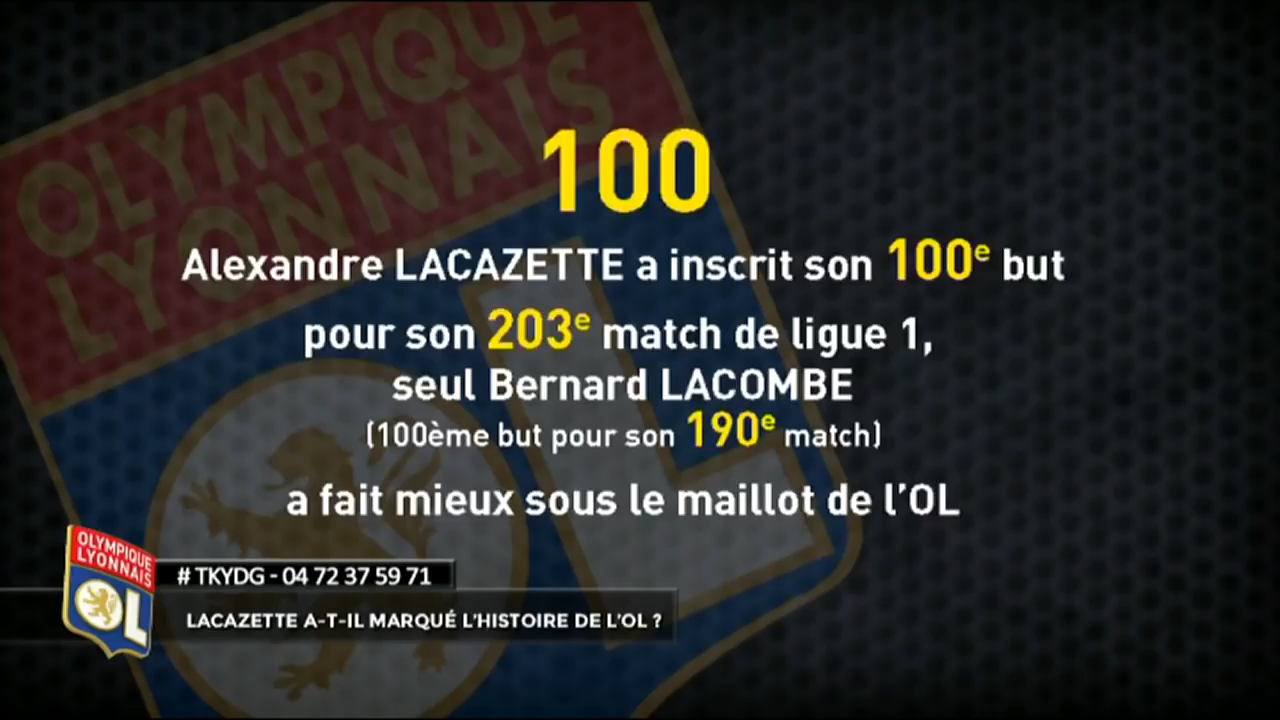 OLYMPIQUE
LYONNAIS
100
Alexandre LACAZETTE a inscrit son 100e but
pour son 203e match de ligue 1,
seul Bernard LACOMBE
(100ème but pour son 190e match)
a fait mieux sous le maillot de l'OL
OL
OLYMPIQUE
LYONNAIS
OL
# TKYDG - 04 72 37 59 71
LACAZETTE A-T-IL MARQUÉ L'HISTOIRE DE L'OL ?